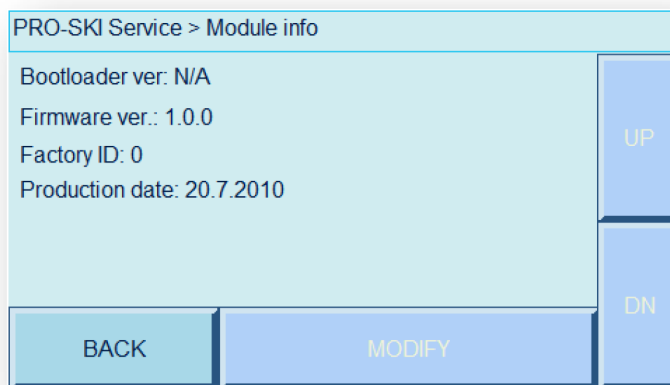 PRO-SKI Service > Module info
Bootloader ver: N/A
Firmware ver.: 1.0.0
Factory ID: 0
Production date: 20.7.2010
UP
DN
BACK
MODIFY